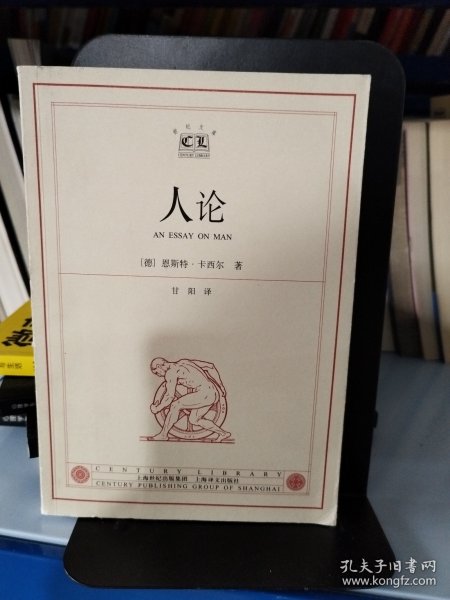 世纪文库
CL
CENTURY LIBRARY
人论
AN ESSAY ON MAN
[德] 恩斯特·卡西尔 著
甘阳 译
CENTURY LIBRARY
上海世纪出版集团 上海译文出版社
CENTURY PUBLISHING GROUP OF SHANGHAI
孔夫子旧书网
www.kongfz.com